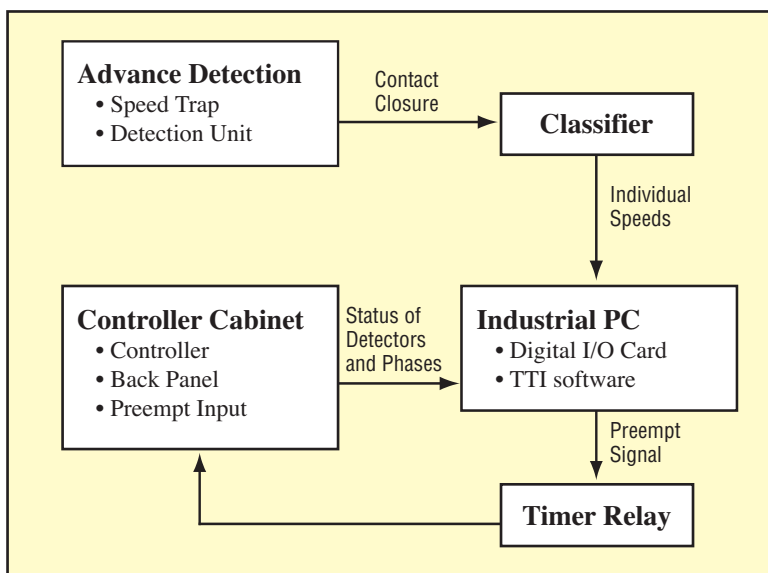 Advance Detection
• Speed Trap
• Detection Unit
Contact
Closure
Classifier
Individual
Speeds
Controller Cabinet
• Controller
• Back Panel
• Preempt Input
Status of
Detectors
and Phases
Industrial PC
• Digital I/O Card
• TTI software
Preempt
Signal
Timer Relay